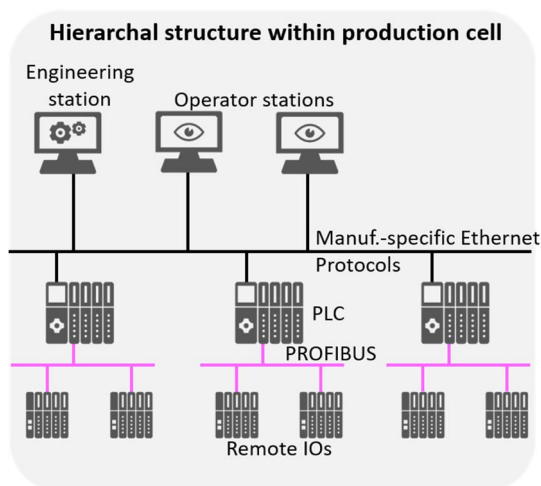 Hierarchal structure within production cell
Engineering
station
Operator stations
Manuf.-specific Ethernet
Protocols
PLC
PROFIBUS
Remote IOs